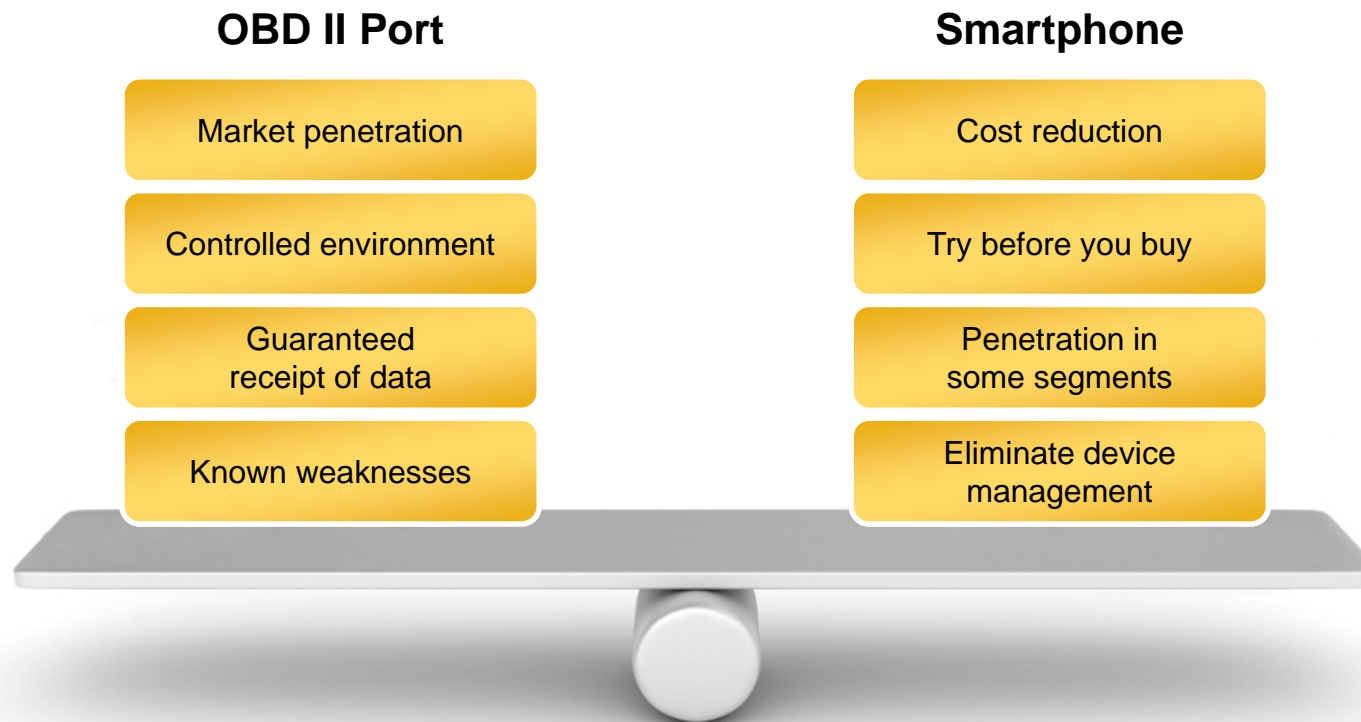 OBD II Port
Market penetration
Controlled environment
Guaranteed
receipt of data
Known weaknesses
Smartphone
Cost reduction
Try before you buy
Penetration in
some segments
Eliminate device
management